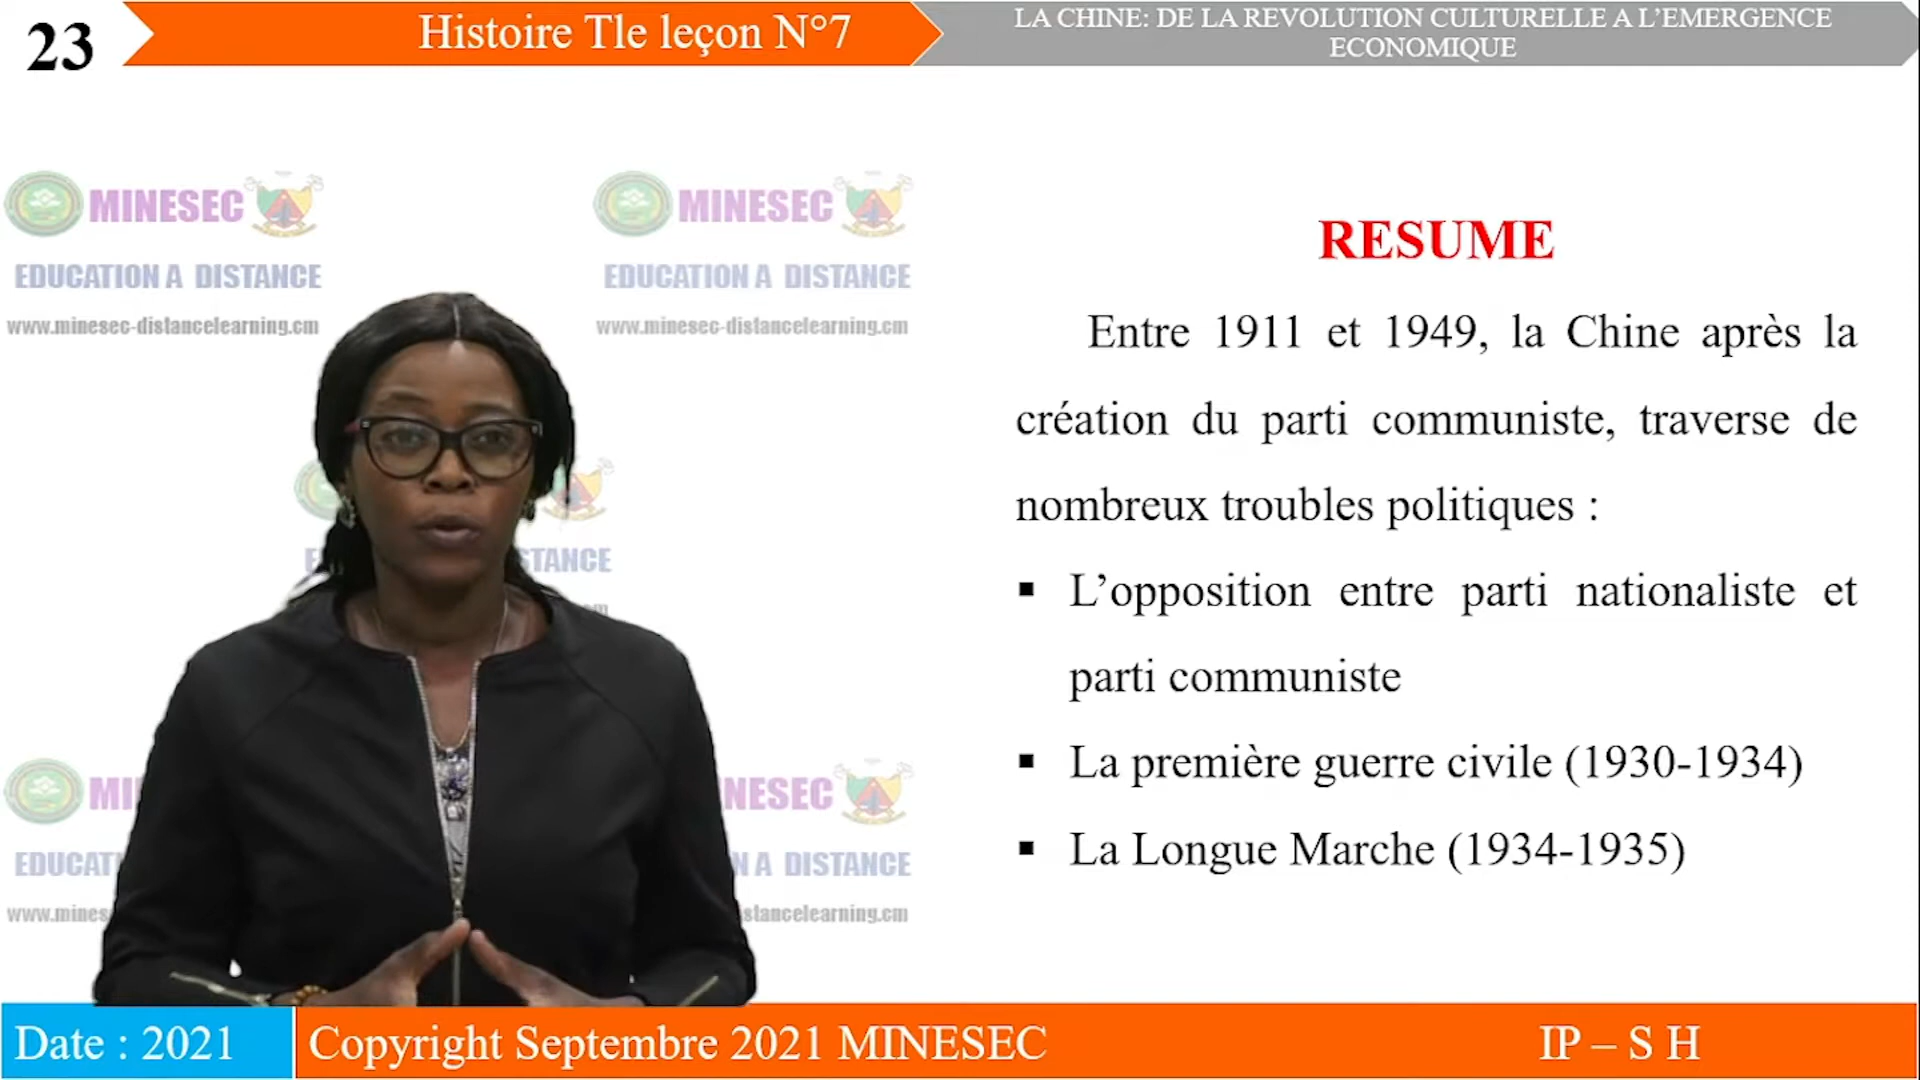 23
Histoire Tle leçon N°7
LA CHINE: DE LA REVOLUTION CULTURELLE A L’EMERGENCE
ECONOMIQUE
MINESEC
EDUCATION A DISTANCE
www.minesec-distancelearning.cm
MINESEC
EDUCATION A DISTANCE
www.minesec-distancelearning.cm
RESUME
Entre 1911 et 1949, la Chine après la
création du parti communiste, traverse de
nombreux troubles politiques :
▪ L’opposition entre parti nationaliste et
parti communiste
▪ La première guerre civile (1930-1934)
▪ La Longue Marche (1934-1935)
Date : 2021
Copyright Septembre 2021 MINESEC
IP – S H